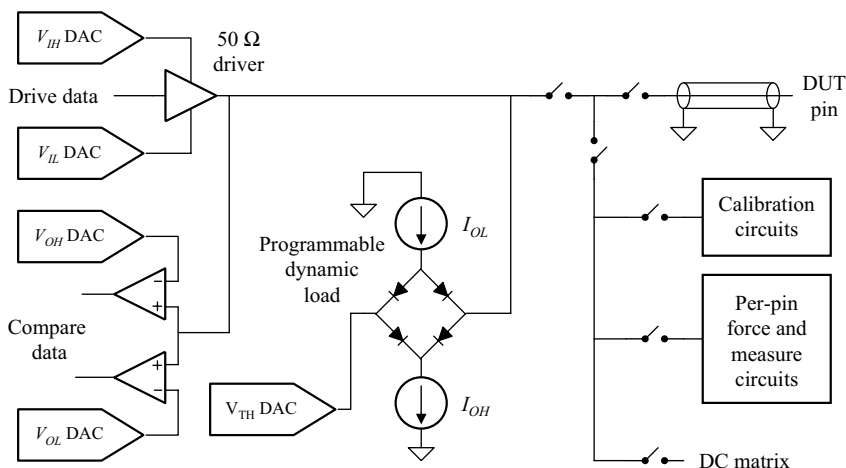 V_IH DAC
50 Ω
driver
Drive data
DUT
pin
V_IL DAC
V_OH DAC
Programmable
dynamic
load
I_OL
Calibration
circuits
−
+
Compare
data
+
−
Per-pin
force and
measure
circuits
V_TH DAC
I_OH
V_OL DAC
DC matrix